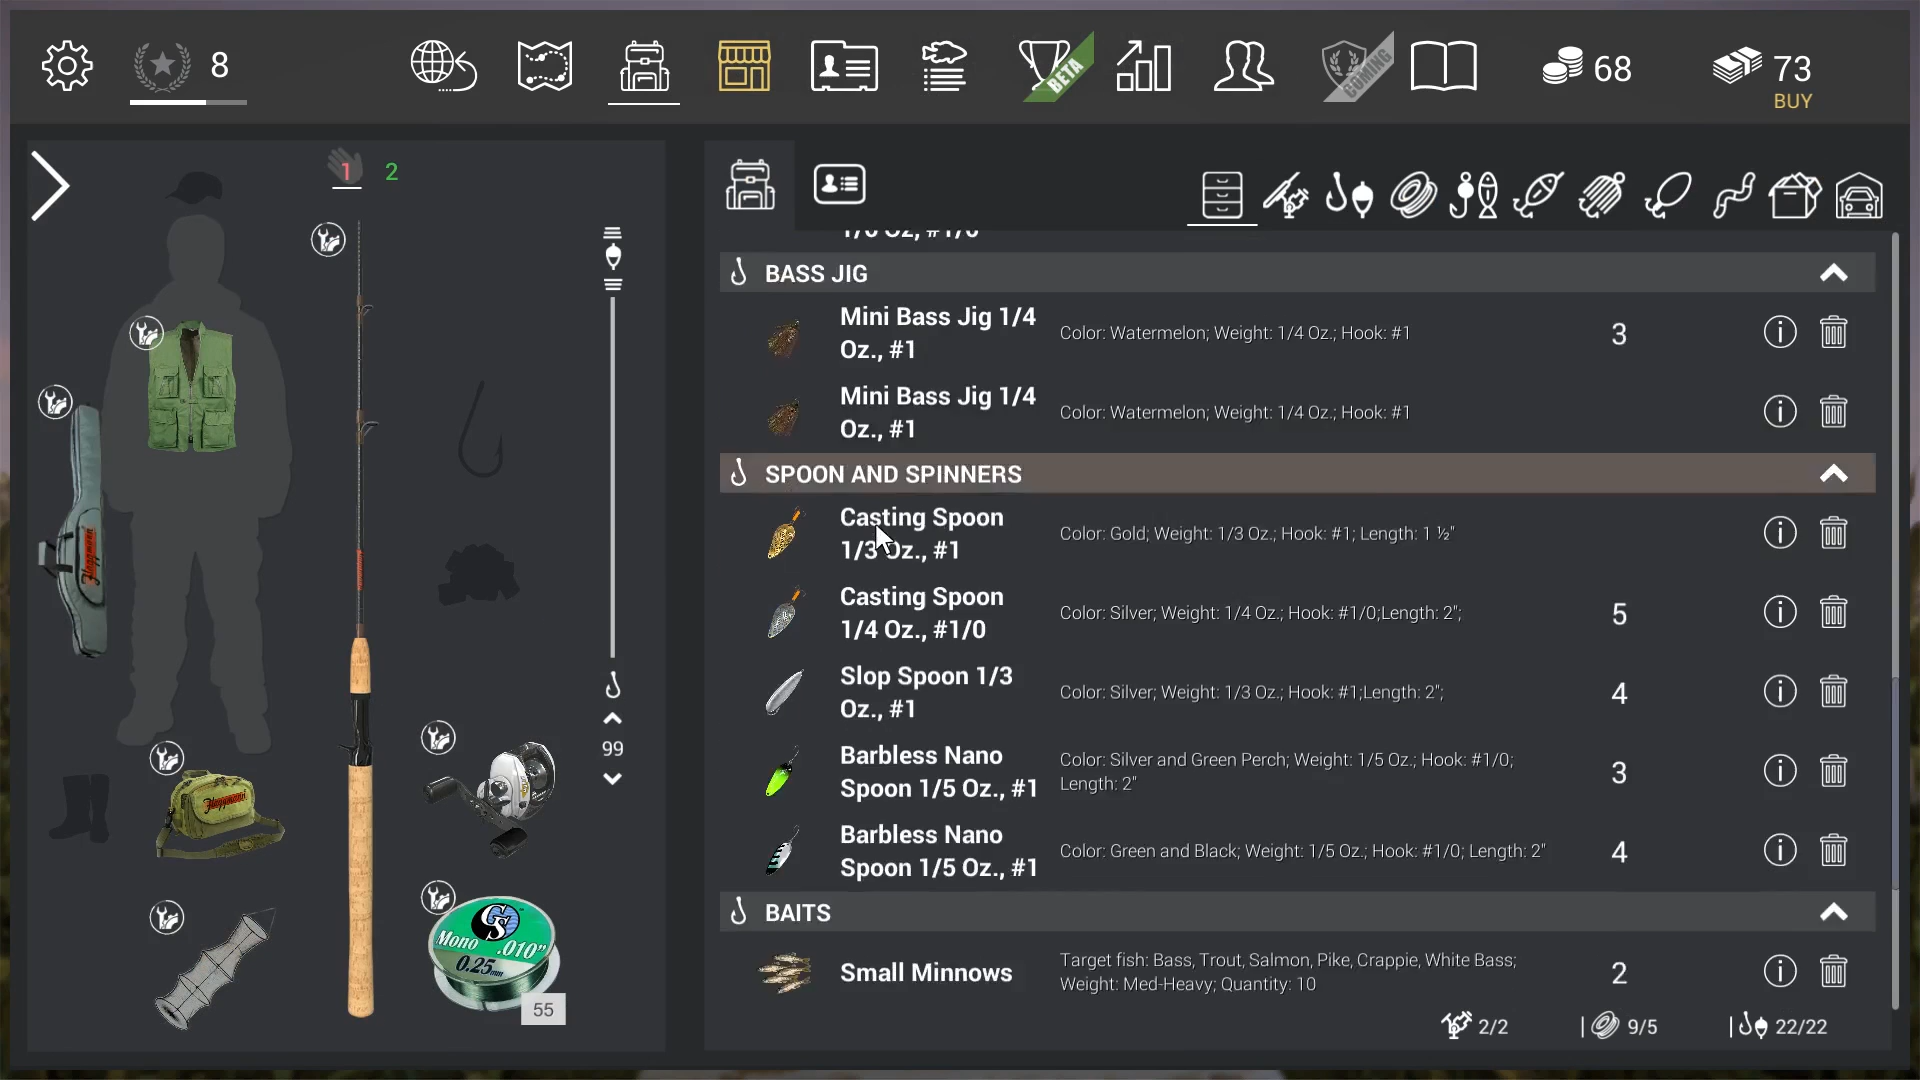 8
BETA
COMING
68
73
BUY
1 2
1/6 Oz, #1/0
BASS JIG
Mini Bass Jig 1/4
Oz., #1
Color: Watermelon; Weight: 1/4 Oz.; Hook: #1
3
Mini Bass Jig 1/4
Oz., #1
Color: Watermelon; Weight: 1/4 Oz.; Hook: #1
SPOON AND SPINNERS
Casting Spoon
1/3 Oz., #1
Color: Gold; Weight: 1/3 Oz.; Hook: #1; Length: 1 ½"
Casting Spoon
1/4 Oz., #1/0
Color: Silver; Weight: 1/4 Oz.; Hook: #1/0;Length: 2";
5
Slop Spoon 1/3
Oz., #1
Color: Silver; Weight: 1/3 Oz.; Hook: #1;Length: 2";
4
Barbless Nano
Spoon 1/5 Oz., #1
Color: Silver and Green Perch; Weight: 1/5 Oz.; Hook: #1/0;
Length: 2"
3
Barbless Nano
Spoon 1/5 Oz., #1
Color: Green and Black; Weight: 1/5 Oz.; Hook: #1/0; Length: 2"
4
BAITS
Small Minnows
Target fish: Bass, Trout, Salmon, Pike, Crappie, White Bass;
Weight: Med-Heavy; Quantity: 10
2
2/2
9/5
22/22
99
Mono .010"
0.25mm
55